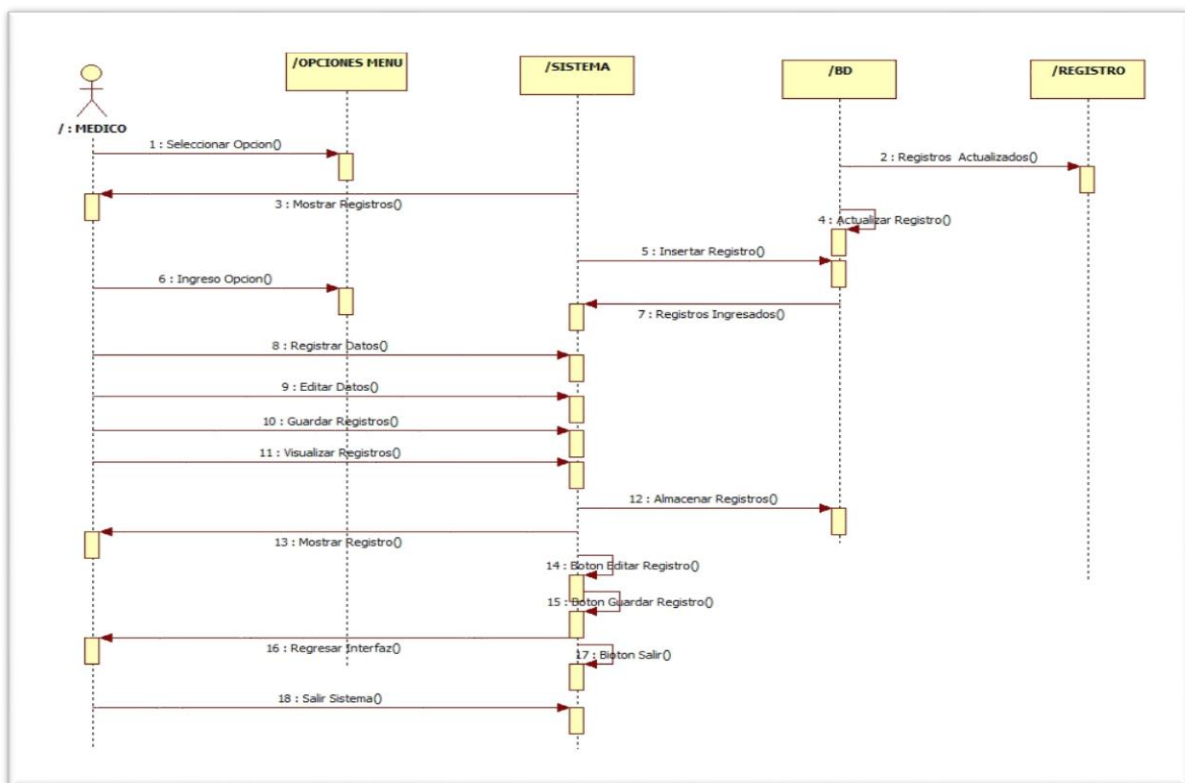 /OPCIONES MENU
/SISTEMA
/BD
/REGISTRO
/ : MEDICO
1 : Seleccionar Opcion()
2 : Registros Actualizados()
3 : Mostrar Registros()
4 : Actualizar Registro()
5 : Insertar Registro()
6 : Ingreso Opcion()
7 : Registros Ingresados()
8 : Registrar Datos()
9 : Editar Datos()
10 : Guardar Registros()
11 : Visualizar Registros()
12 : Almacenar Registros()
13 : Mostrar Registro()
14 : Boton Editar Registro()
15 : Boton Guardar Registro()
16 : Regresar Interfaz()
17 : Bioton Salir()
18 : Salir Sistema()